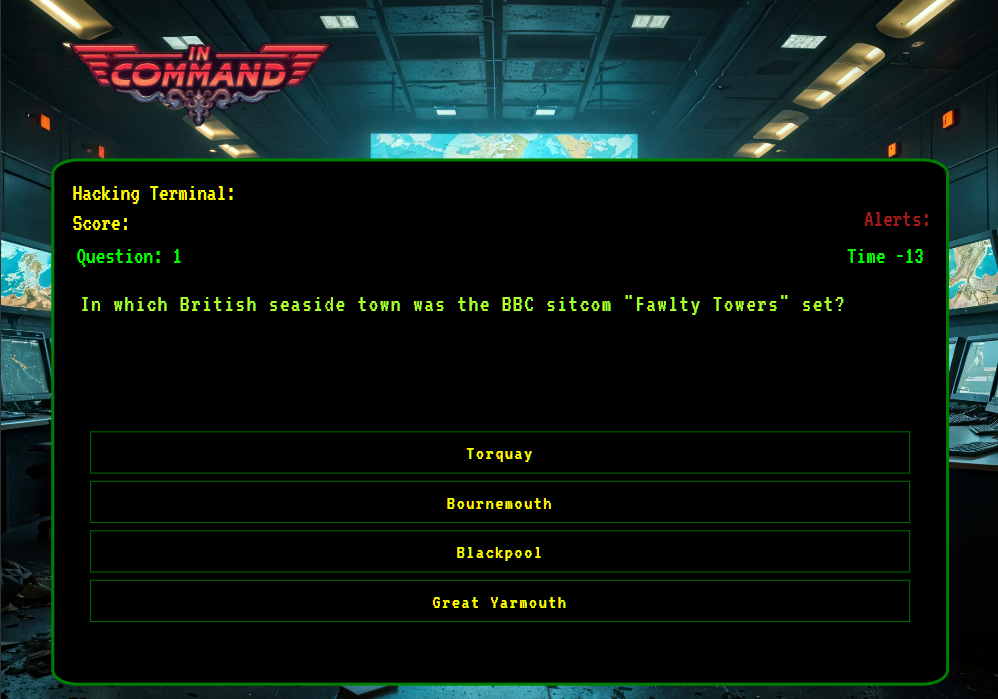 IN
COMMAND
Hacking Terminal:
Score:
Alerts:
Question: 1
Time -13
In which British seaside town was the BBC sitcom "Fawlty Towers" set?
Torquay
Bournemouth
Blackpool
Great Yarmouth